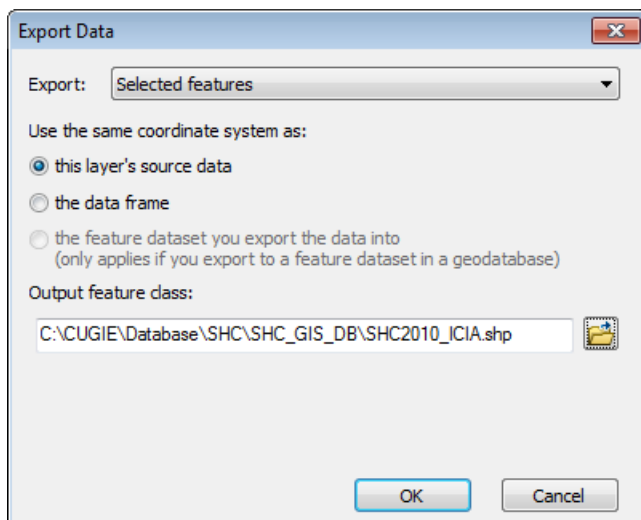 Export Data
Export: Selected features
Use the same coordinate system as:
this layer's source data
the data frame
the feature dataset you export the data into
(only applies if you export to a feature dataset in a geodatabase)
Output feature class:
C:\CUGIE\Database\SHC\SHC_GIS_DB\SHC2010_ICIA.shp
OK Cancel